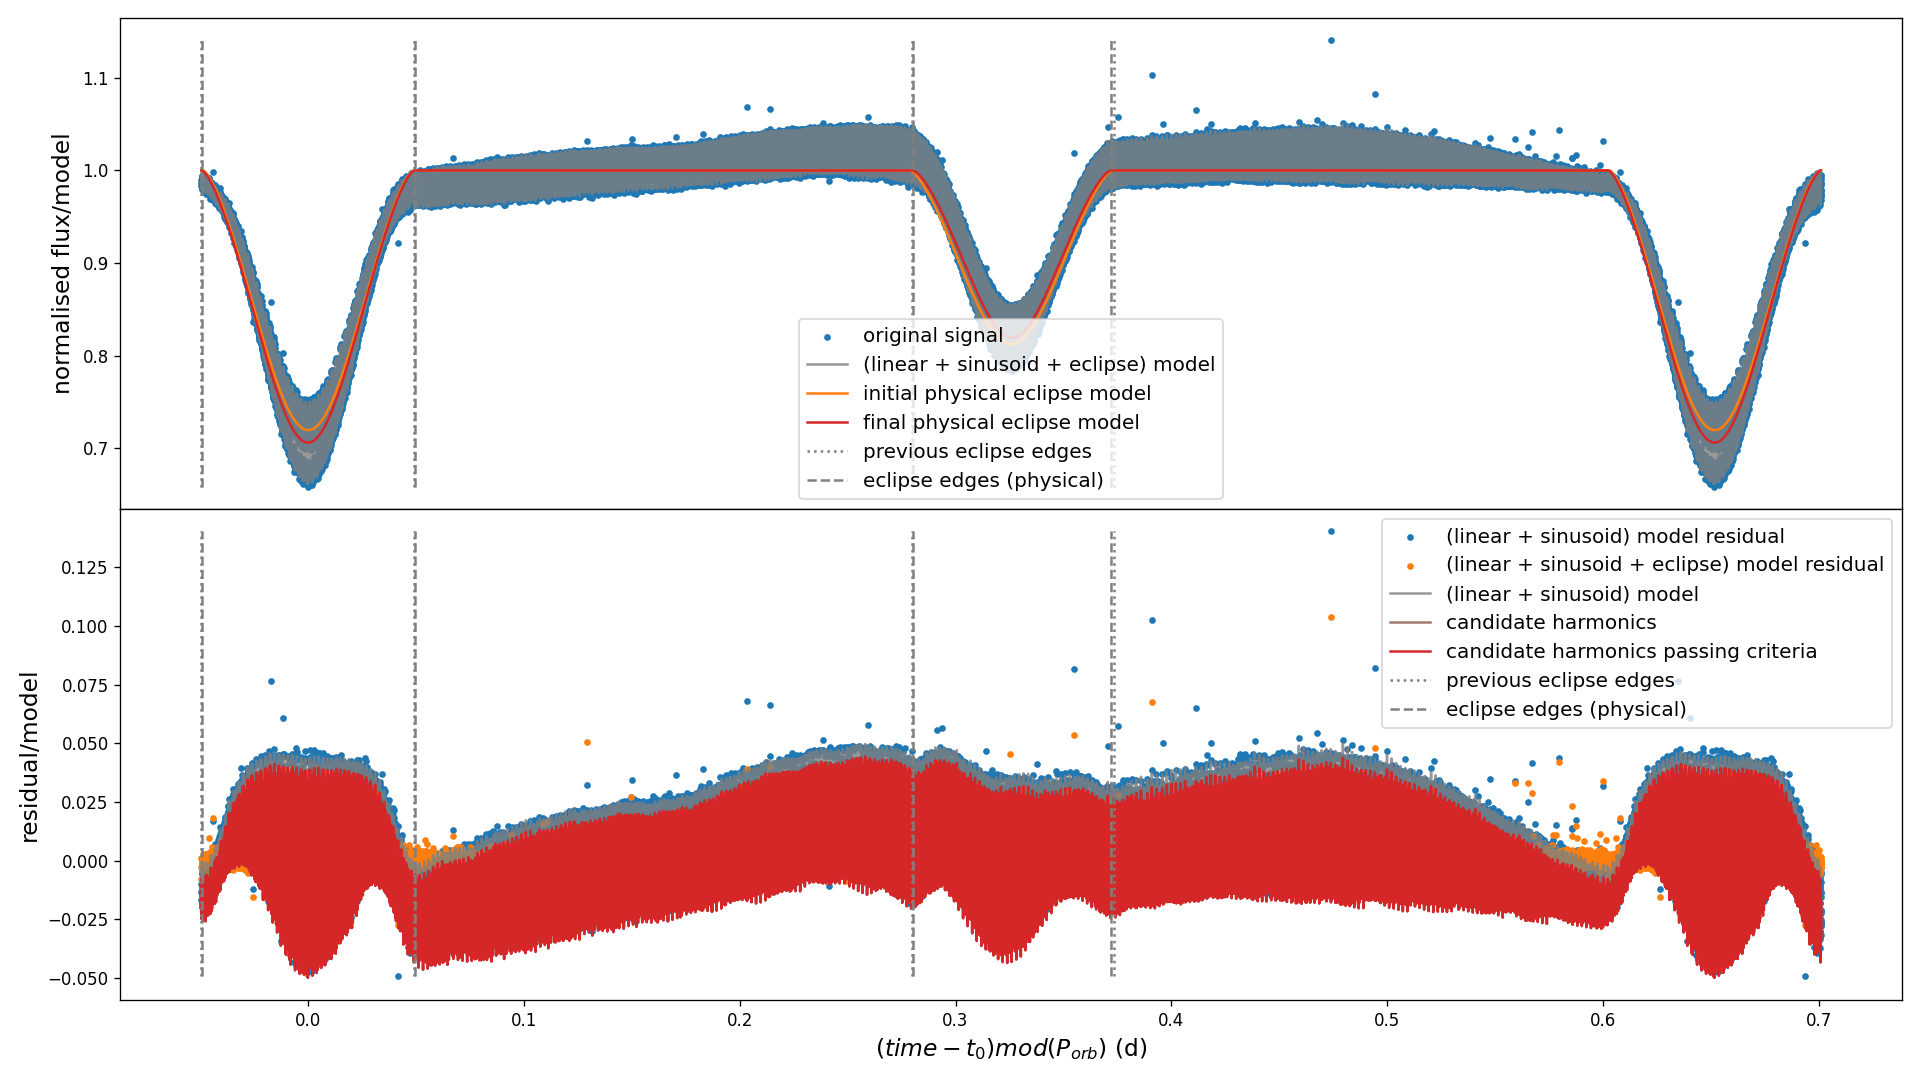 normalised flux/model
1.1
1.0
0.9
0.8
0.7
original signal
(linear + sinusoid + eclipse) model
initial physical eclipse model
final physical eclipse model
previous eclipse edges
eclipse edges (physical)
residual/model
0.125
0.100
0.075
0.050
0.025
0.000
−0.025
−0.050
(linear + sinusoid) model residual
(linear + sinusoid + eclipse) model residual
(linear + sinusoid) model
candidate harmonics
candidate harmonics passing criteria
previous eclipse edges
eclipse edges (physical)
0.0 0.1 0.2 0.3 0.4 0.5 0.6 0.7
(time − t₀)mod(Pₒᵣb) (d)